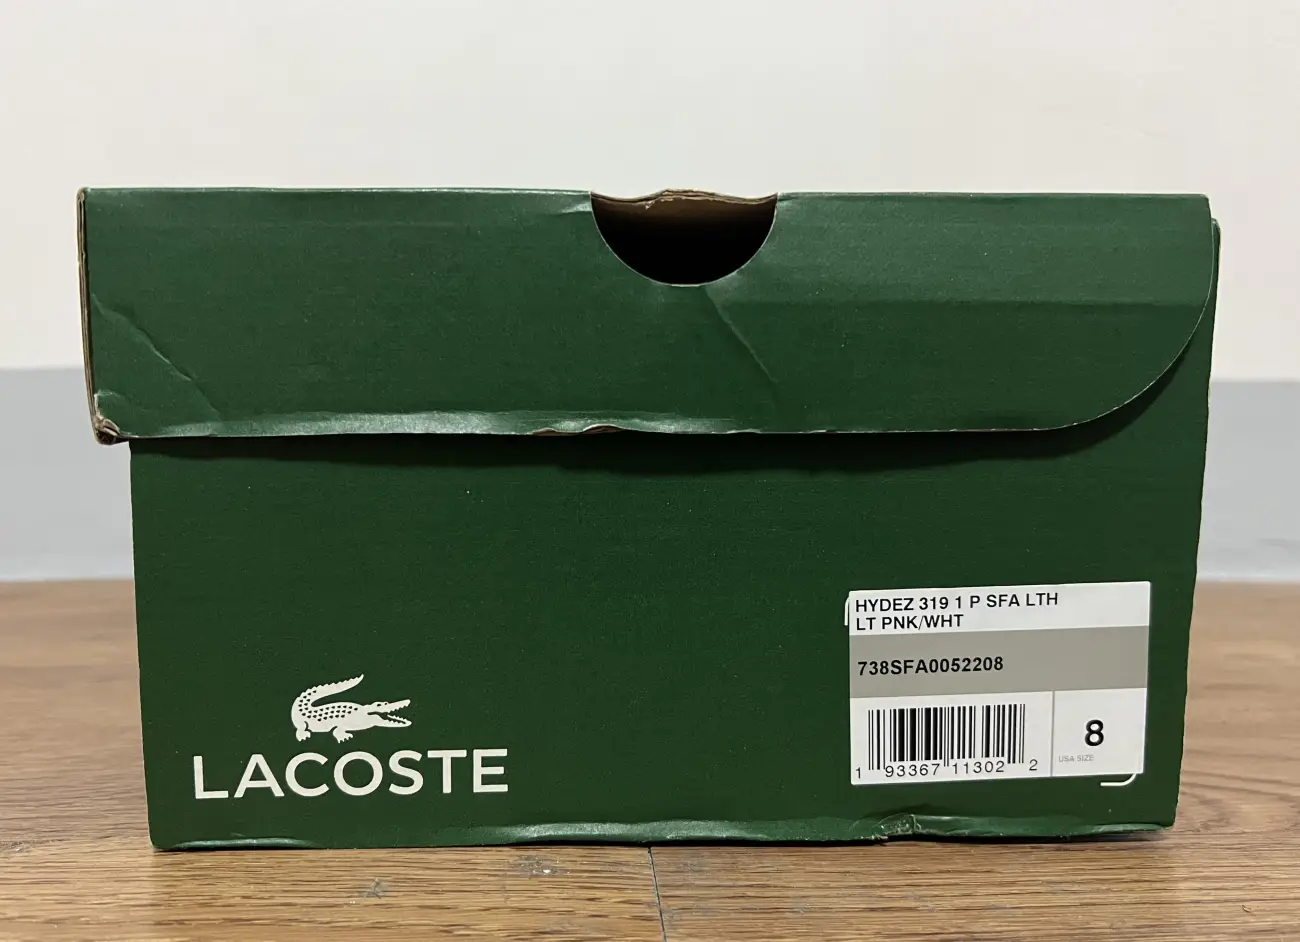 LACOSTE
HYDEZ 319 1 P SFA LTH
LT PNK/WHT
738SFA0052208
1 93367 11302 2
8
USA SIZE